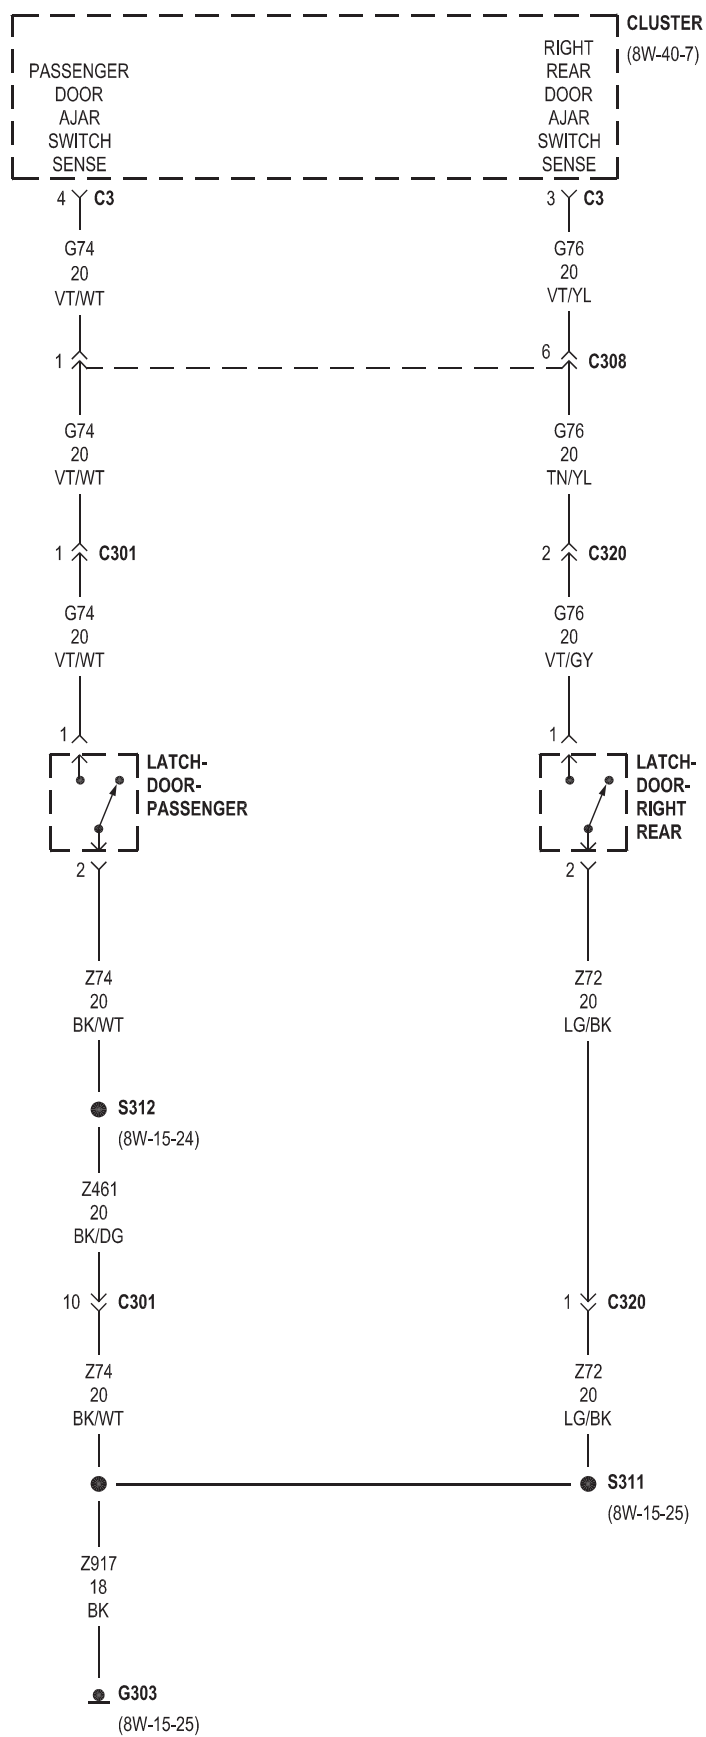 CLUSTER
(8W-40-7)
PASSENGER
DOOR
AJAR
SWITCH
SENSE
RIGHT
REAR
DOOR
AJAR
SWITCH
SENSE
4 C3
3 C3
G74
20
VT/WT
G76
20
VT/YL
1
6 C308
G74
20
VT/WT
G76
20
TN/YL
1 C301
2 C320
G74
20
VT/WT
G76
20
VT/GY
1
1
LATCH-
DOOR-
PASSENGER
LATCH-
DOOR-
RIGHT
REAR
2
2
Z74
20
BK/WT
Z72
20
LG/BK
S312
(8W-15-24)
Z461
20
BK/DG
10 C301
1 C320
Z74
20
BK/WT
Z72
20
LG/BK
S311
(8W-15-25)
Z917
18
BK
G303
(8W-15-25)